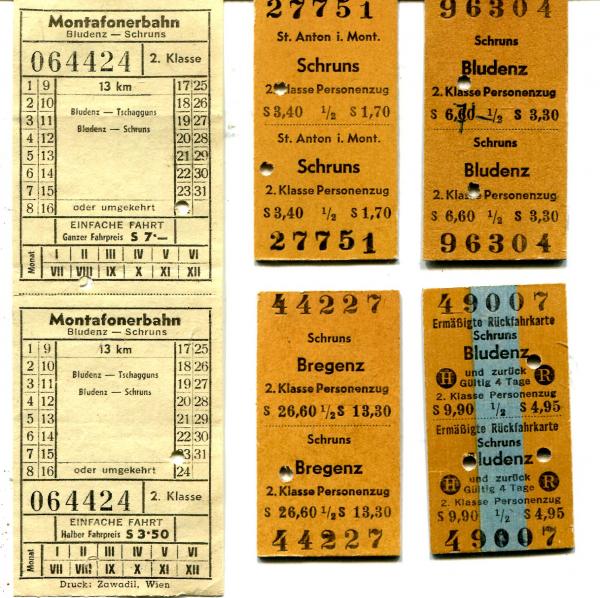 Montafonerbahn
Bludenz — Schruns
064424 2. Klasse
1 9 13 km 17 25
2 10 18 26
3 11 Bludenz — Tschagguns 19 27
4 12 Bludenz — Schruns 20 28
5 13 21 29
6 14 22 30
7 15 23 31
8 16 oder umgekehrt
EINFACHE FAHRT
Ganzer Fahrpreis S 7·—
Monat I II III IV V VI
VII VIII IX X XI XII
Montafonerbahn
Bludenz — Schruns
1 9 13 km 17 25
2 10 18 26
3 11 Bludenz — Tschagguns 19 27
4 12 Bludenz — Schruns 20 28
5 13 21 29
6 14 22 30
7 15 31
8 16 oder umgekehrt 24
064424 2. Klasse
EINFACHE FAHRT
Halber Fahrpreis S 3·50
Monat I II III IV V VI
VII VIII IX X XI XII
Druck: Zawadil, Wien
27751
St. Anton i. Mont.
Schruns
2. Klasse Personenzug
S 3,40 1/2 S 1,70
St. Anton i. Mont.
Schruns
2. Klasse Personenzug
S 3,40 1/2 S 1,70
27751
96304
Schruns
Bludenz
2. Klasse Personenzug
1/2 S 3,30
Schruns
Bludenz
2. Klasse Personenzug
S 6,60 1/2 S 3,30
96304
44227
Schruns
Bregenz
2. Klasse Personenzug
S 26,60 1/2 S 13,30
Schruns
Bregenz
2. Klasse Personenzug
S 26,60 1/2 S 13,30
44227
49007
Ermäßigte Rückfahrkarte
Schruns
Bludenz
H und zurück R
Gültig 4 Tage
2. Klasse Personenzug
S 9,90 1/2 S 4,95
Ermäßigte Rückfahrkarte
Schruns
Bludenz
H und zurück R
Gültig 4 Tage
2. Klasse Personenzug
S 9,90 1/2 S 4,95
49007